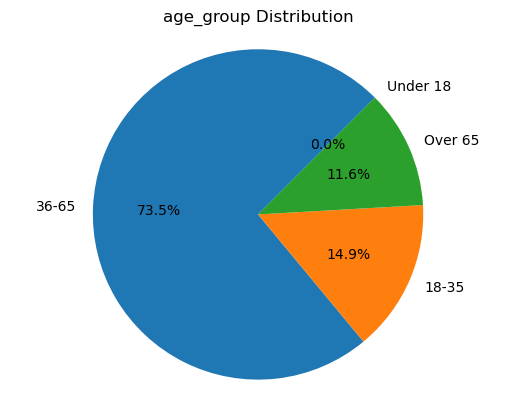 age_group Distribution
Under 18
Over 65
0.0%
11.6%
36-65
73.5%
14.9%
18-35